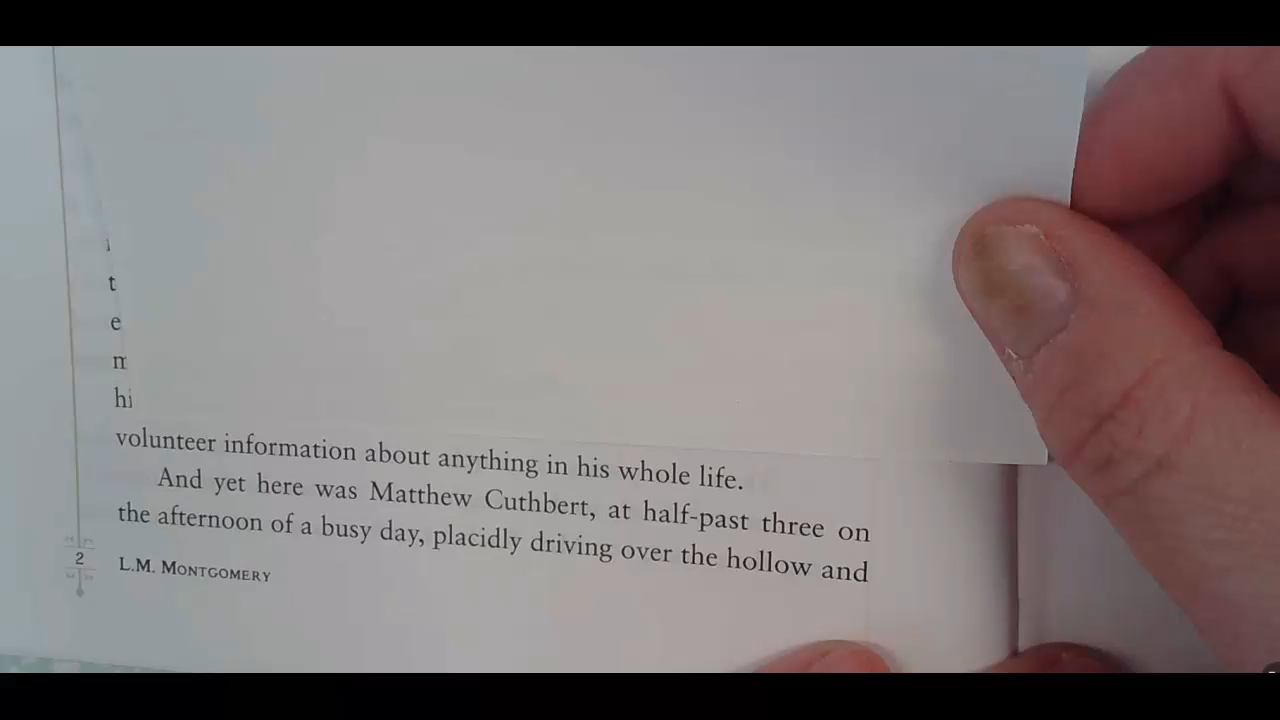 i
t
e
m
hi
volunteer information about anything in his whole life.
And yet here was Matthew Cuthbert, at half-past three on
the afternoon of a busy day, placidly driving over the hollow and
2
L.M. MONTGOMERY